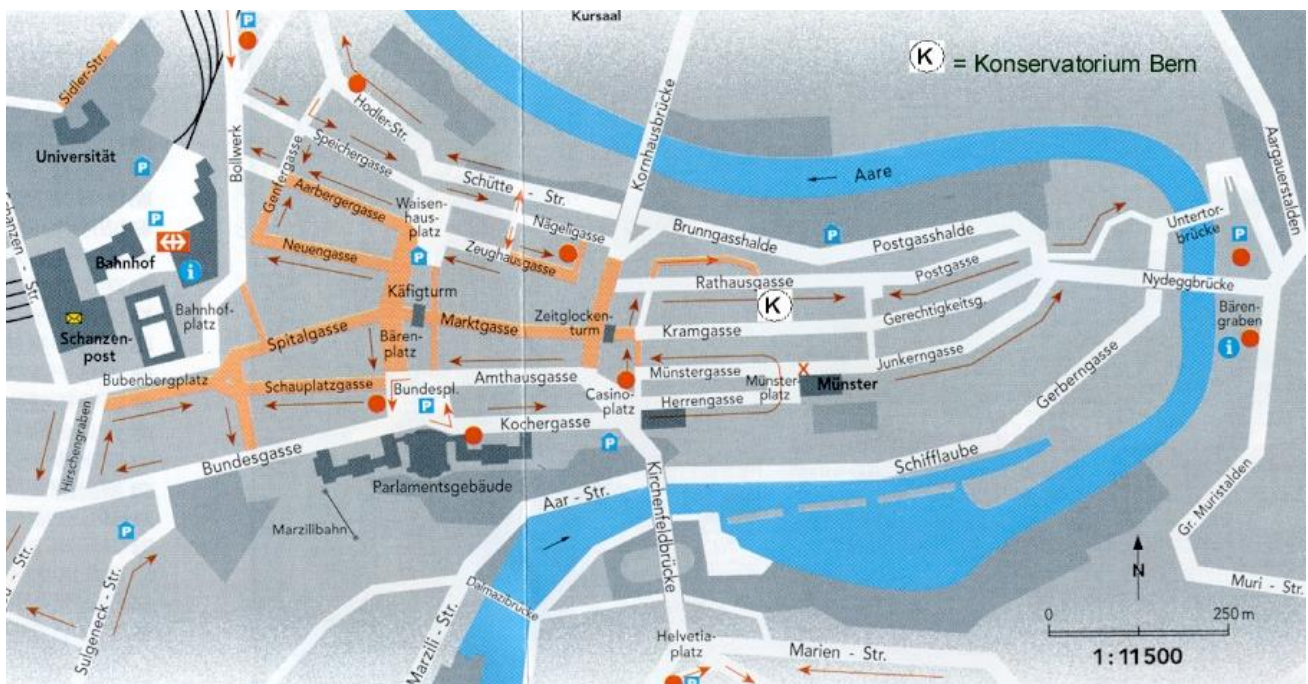 Kursaal
K = Konservatorium Bern
P
Sidler-Str.
Universität
P
Bollwerk
Hodler-Str.
Speichergasse
Genfergasse
Aarbergergasse
Waisen-
haus-
platz
Schütte - Str.
Nägeligasse
Zeughausgasse
Kornhausbrücke
Aare
Aargauerstalden
Schanzen - Str.
P
Bahnhof
i
Neuengasse
P
Brunngasshalde
P
Postgasshalde
Untertor-
brücke
P
Rathausgasse
Postgasse
Nydeggbrücke
Käfigturm
K
Gerechtigkeitsg.
Bahnhof-
platz
Schanzen-
post
Spitalgasse
Bären-
platz
Marktgasse
Zeitglocken-
turm
Kramgasse
Bären-
graben
i
Bubenbergplatz
Schauplatzgasse
Amthausgasse
Münstergasse
Junkerngasse
Münster-
platz
X
Münster
Gerberngasse
Bundespl.
P
Casino-
platz
Herrengasse
Hirschengraben
Bundesgasse
Kochergasse
P
Parlamentsgebäude
Schifflaube
Aar - Str.
Kirchenfeldbrücke
Marzilibahn
P
Gr. Muristalden
Sulgeneck - Str.
Str.
Marzili - Str.
Dalmazibrücke
N
Muri - Str.
0 250 m
Helvetia-
platz
Marien - Str.
1 : 11500
P